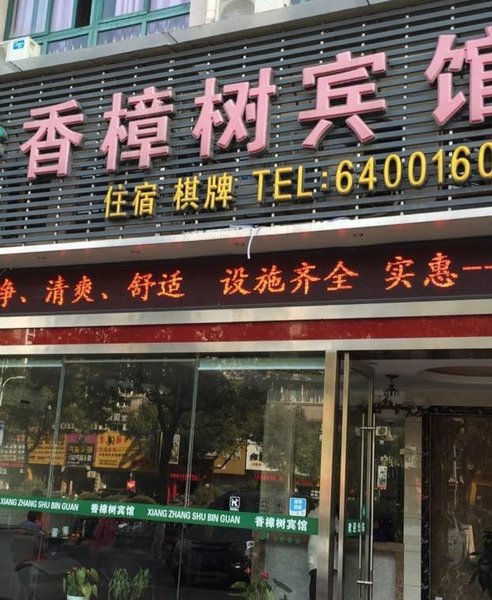 香樟树宾馆
住宿 棋牌 TEL:6400160
净、清爽、舒适 设施齐全 实惠--
XIANG ZHANG SHU BIN GUAN 香樟树宾馆 XIANG ZHANG SHU BIN GUAN 香樟树宾馆